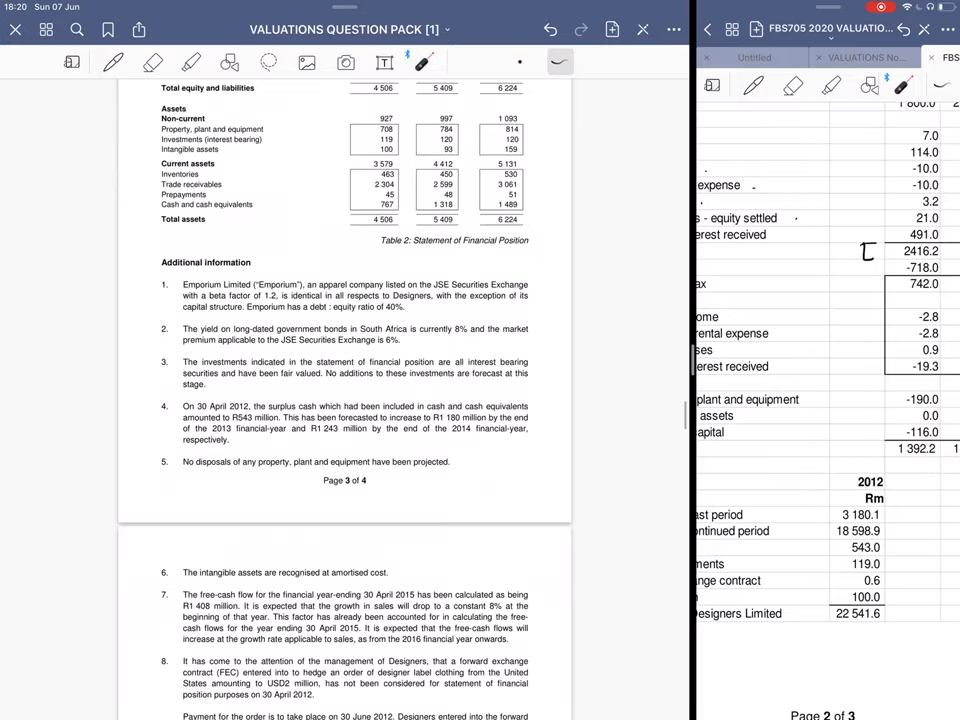 18:20 Sun 07 Jun
VALUATIONS QUESTION PACK [1]
Total equity and liabilities 4 506 5 409 6 224
Assets
Non-current 927 997 1 093
Property, plant and equipment 708 784 814
Investments (interest bearing) 119 120 120
Intangible assets 100 93 159
Current assets 3 579 4 412 5 131
Inventories 463 450 530
Trade receivables 2 304 2 599 3 061
Prepayments 45 48 51
Cash and cash equivalents 767 1 318 1 489
Total assets 4 506 5 409 6 224
Table 2: Statement of Financial Position
Additional information
1. Emporium Limited ("Emporium"), an apparel company listed on the JSE Securities Exchange
with a beta factor of 1.2, is identical in all respects to Designers, with the exception of its
capital structure. Emporium has a debt : equity ratio of 40%.
2. The yield on long-dated government bonds in South Africa is currently 8% and the market
premium applicable to the JSE Securities Exchange is 6%.
3. The investments indicated in the statement of financial position are all interest bearing
securities and have been fair valued. No additions to these investments are forecast at this
stage.
4. On 30 April 2012, the surplus cash which had been included in cash and cash equivalents
amounted to R543 million. This has been forecasted to increase to R1 180 million by the end
of the 2013 financial-year and R1 243 million by the end of the 2014 financial-year,
respectively.
5. No disposals of any property, plant and equipment have been projected.
Page 3 of 4
6. The intangible assets are recognised at amortised cost.
7. The free-cash flow for the financial year-ending 30 April 2015 has been calculated as being
R1 408 million. It is expected that the growth in sales will drop to a constant 8% at the
beginning of that year. This factor has already been accounted for in calculating the free-
cash flows for the year ending 30 April 2015. It is expected that the free-cash flows will
increase at the growth rate applicable to sales, as from the 2016 financial year onwards.
8. It has come to the attention of the management of Designers, that a forward exchange
contract (FEC) entered into to hedge an order of designer label clothing from the United
States amounting to USD2 million, has not been considered for statement of financial
position purposes on 30 April 2012.
Payment for the order is to take place on 30 June 2012. Designers entered into the forward
FBS705 2020 VALUATIO...
Untitled VALUATIONS No... FBS
1 800.0 2
7.0
114.0
-10.0
expense -10.0
3.2
s - equity settled 21.0
erest received 491.0
2416.2
-718.0
ax 742.0
ome -2.8
rental expense -2.8
ses 0.9
erest received -19.3
plant and equipment -190.0
assets 0.0
apital -116.0
1 392.2 1
2012
Rm
ast period 3 180.1
ntinued period 18 598.9
543.0
ments 119.0
nge contract 0.6
100.0
Designers Limited 22 541.6
Page 2 of 3